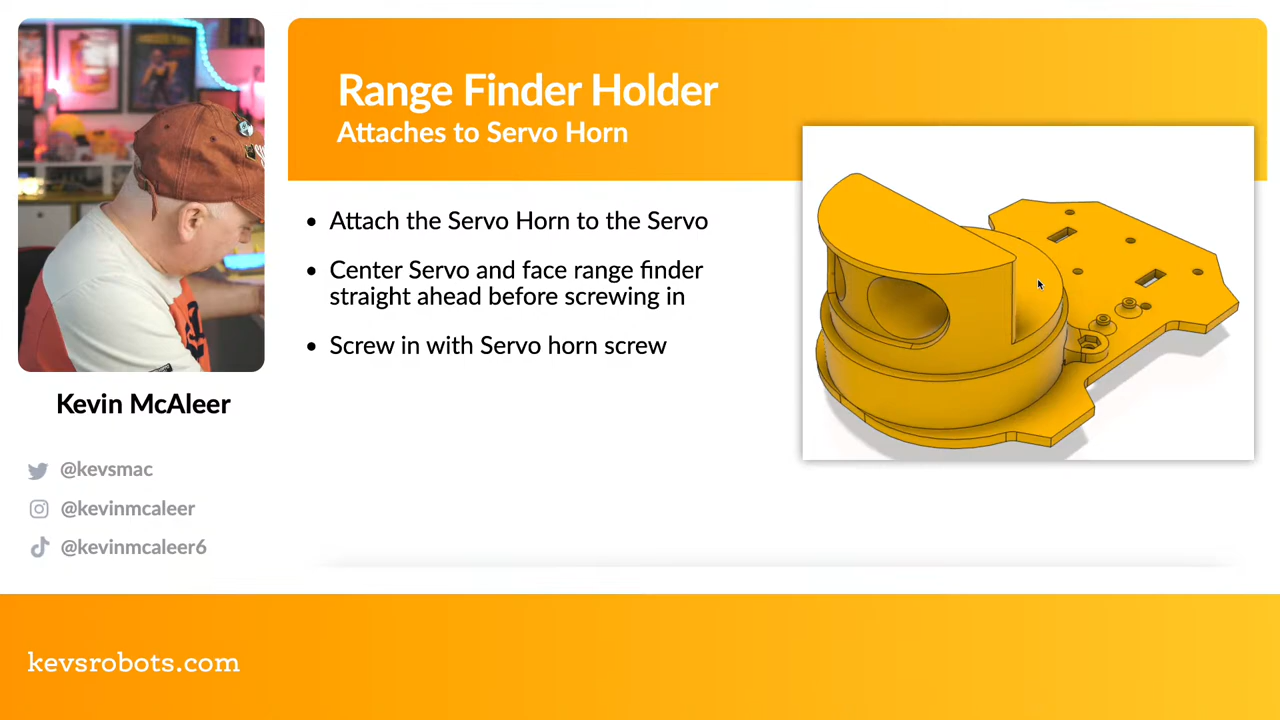 Range Finder Holder
Attaches to Servo Horn
• Attach the Servo Horn to the Servo
• Center Servo and face range finder
straight ahead before screwing in
• Screw in with Servo horn screw
Kevin McAleer
@kevsmac
@kevinmcaleer
@kevinmcaleer6
kevsrobots.com